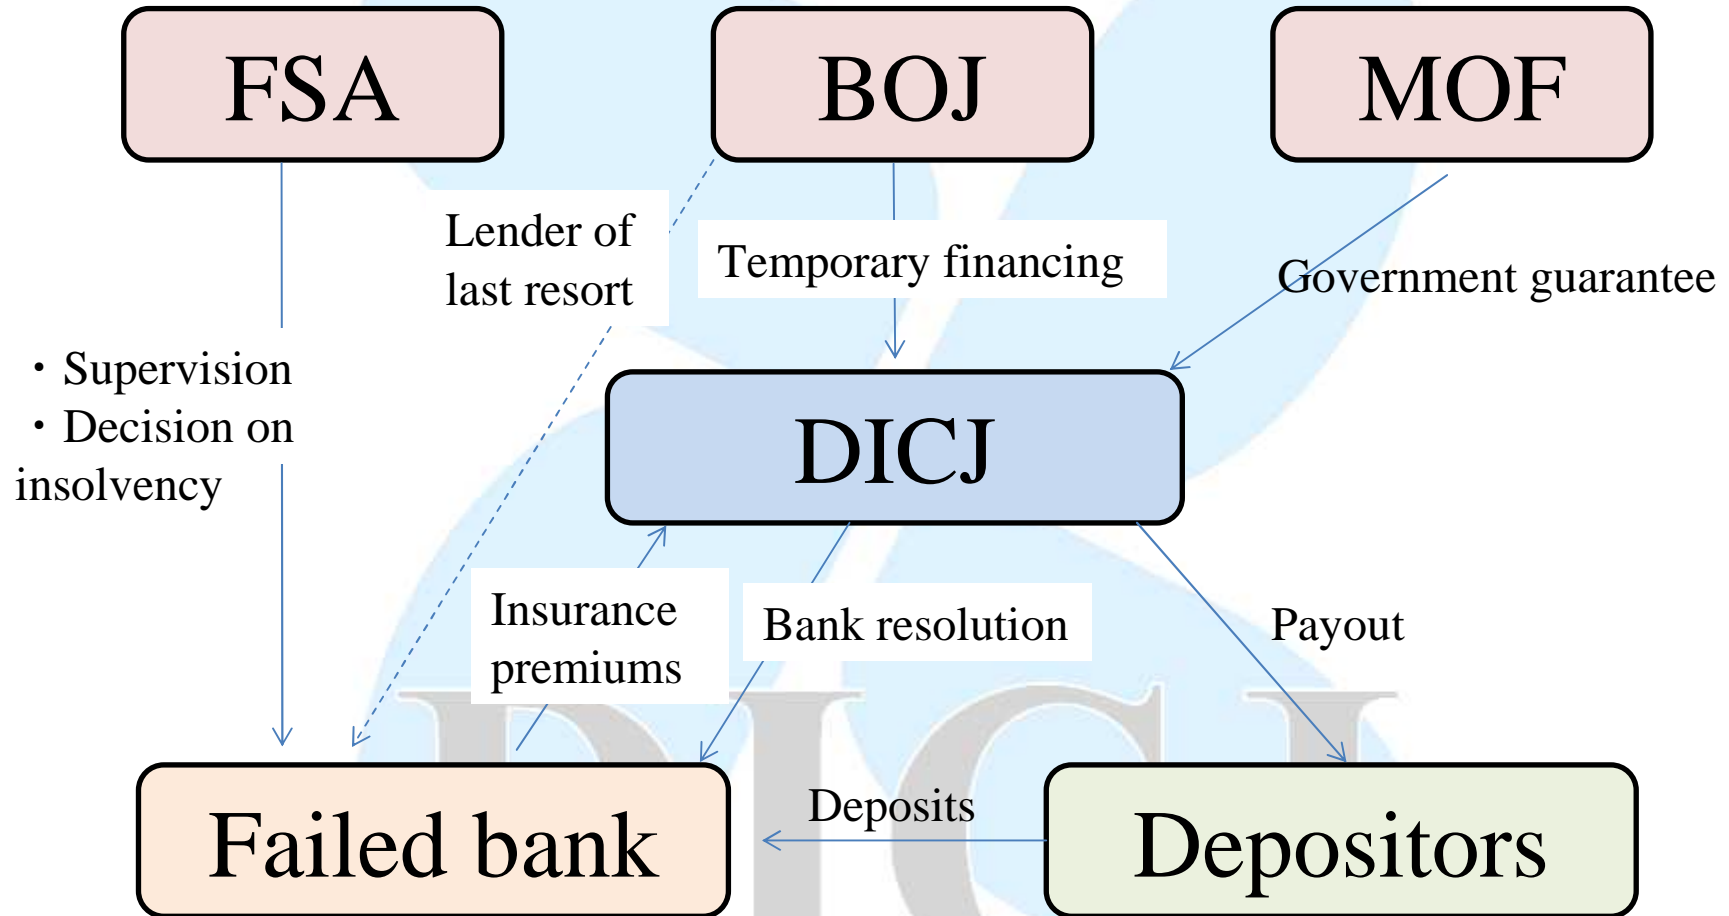 FSA
BOJ
MOF
Lender of
last resort
Temporary financing
Government guarantee
・Supervision
・Decision on
insolvency
DICJ
Insurance
premiums
Bank resolution
Payout
DICJ
Failed bank
Deposits
Depositors